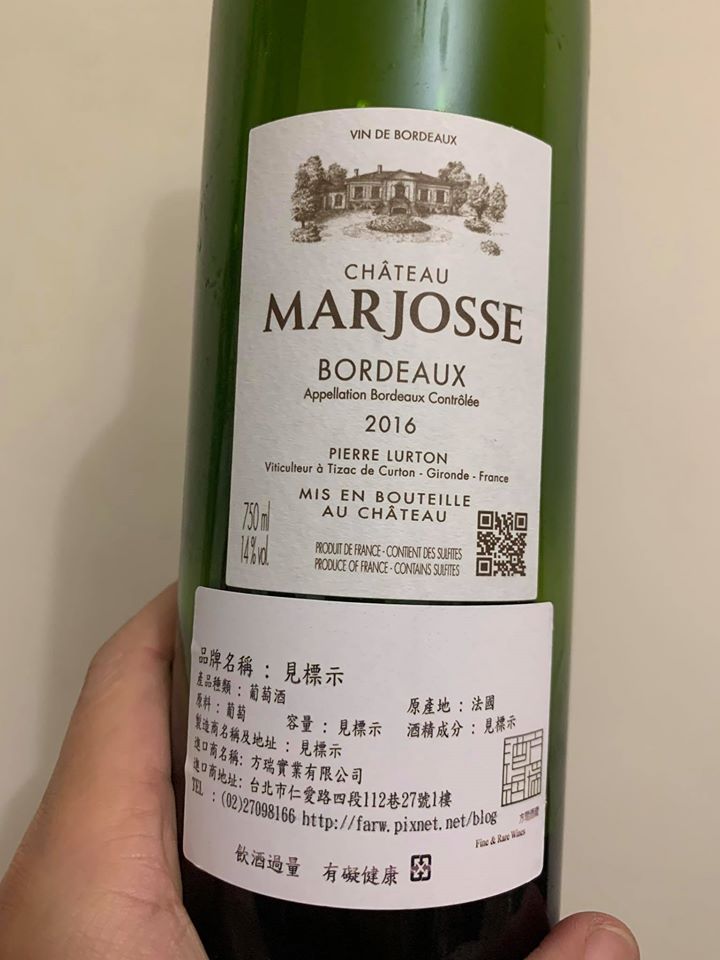 VIN DE BORDEAUX
CHÂTEAU
MARJOSSE
BORDEAUX
Appellation Bordeaux Contrôlée
2016
PIERRE LURTON
Viticulteur à Tizac de Curton - Gironde - France
MIS EN BOUTEILLE
AU CHÂTEAU
750 ml
14 % vol.
PRODUIT DE FRANCE - CONTIENT DES SULFITES
PRODUCE OF FRANCE - CONTAINS SULFITES
品牌名稱：見標示
產品種類：葡萄酒 原產地：法國
原料：葡萄 容量：見標示 酒精成分：見標示
製造商名稱及地址：見標示
進口商名稱：方瑞實業有限公司
進口商地址：台北市仁愛路四段112巷27號1樓
TEL：(02)27098166 http://farw.pixnet.net/blog
Fine & Rare Wines
飲酒過量 有礙健康